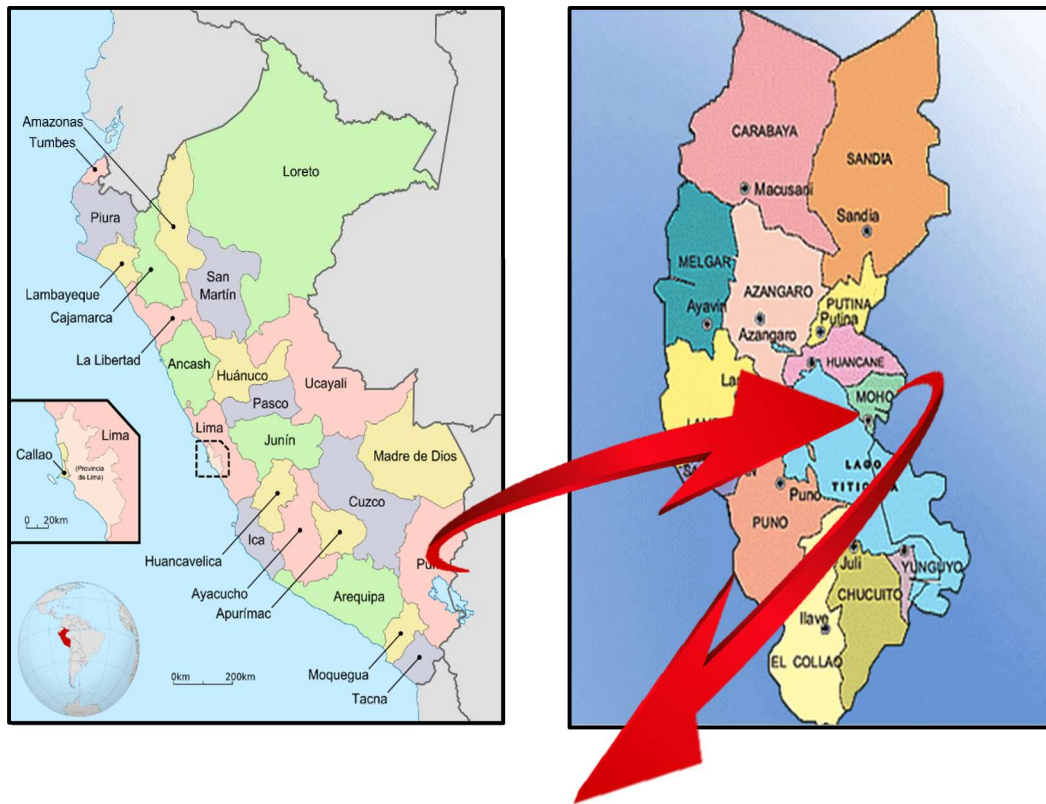 Amazonas
Tumbes
Loreto
Piura
San
Martín
Lambayeque
Cajamarca
La Libertad
Ancash
Huánuco
Ucayali
Pasco
Lima
Junín
Madre de Dios
Cuzco
Lima
Callao
(Provincia
de Lima)
0 20km
Huancavelica
Ica
Ayacucho
Apurímac
Arequipa
Moquegua
Tacna
0km 200km
CARABAYA
SANDIA
Macusani
Sandia
MELGAR
AZANGARO
PUTINA
Ayaviri
Azangaro
Putina
HUANCANE
MOHO
LAGO
Puno
PUNO
Juli
YUNGUYO
CHUCUITO
Ilave
EL COLLAO